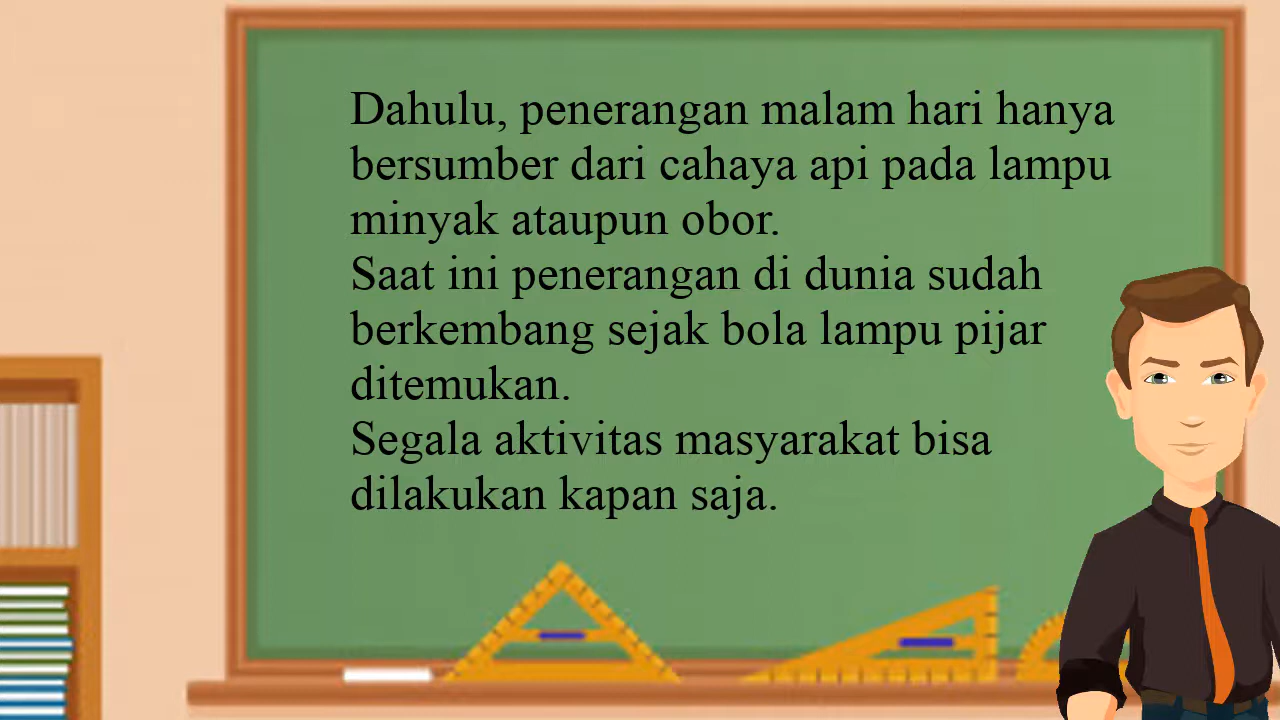 Dahulu, penerangan malam hari hanya
bersumber dari cahaya api pada lampu
minyak ataupun obor.
Saat ini penerangan di dunia sudah
berkembang sejak bola lampu pijar
ditemukan.
Segala aktivitas masyarakat bisa
dilakukan kapan saja.